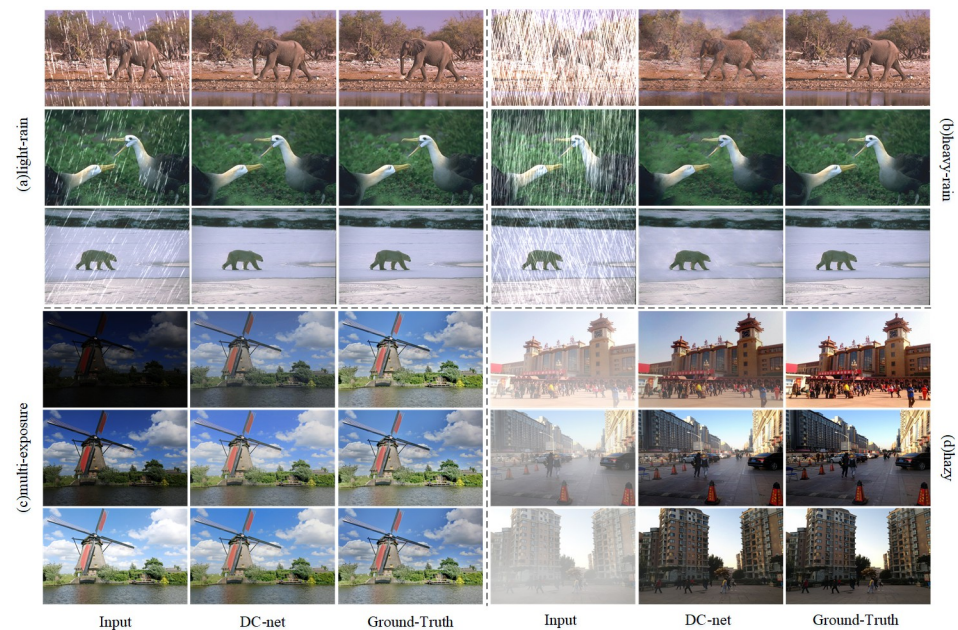 (a)light-rain
(b)heavy-rain
(c)multi-exposure
(d)hazy
Input
DC-net
Ground-Truth
Input
DC-net
Ground-Truth